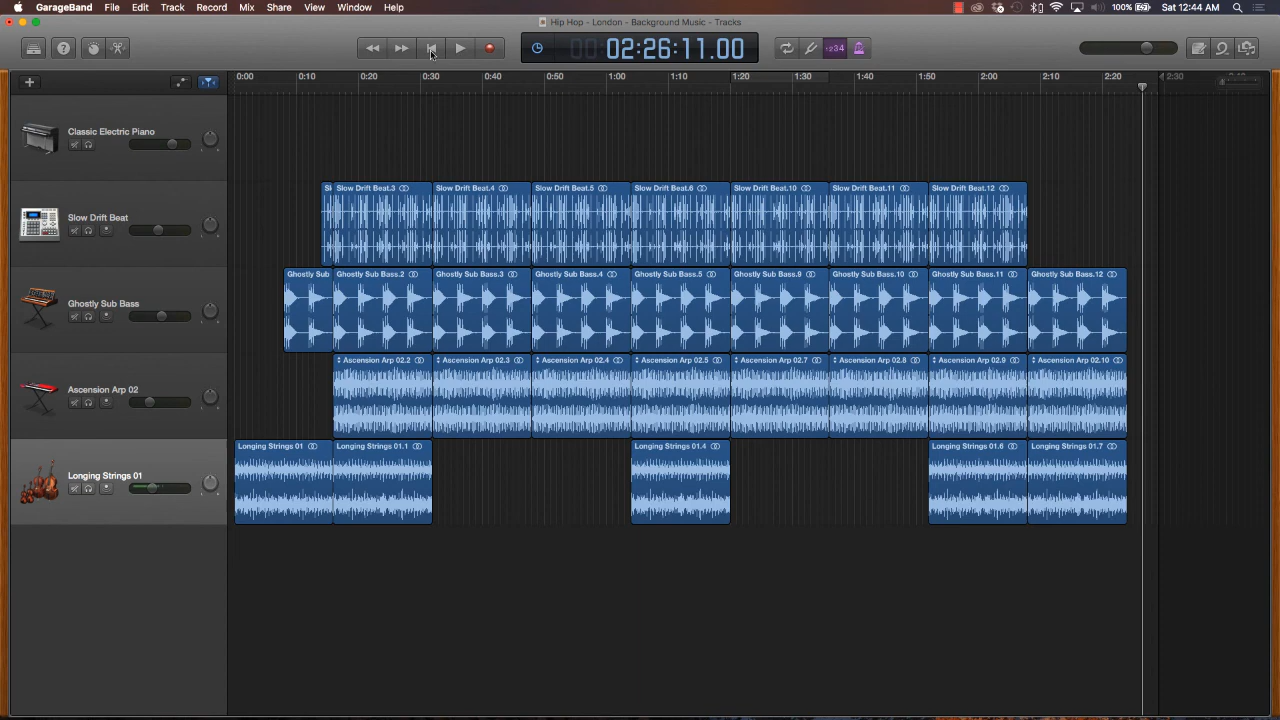 GarageBand File Edit Track Record Mix Share View Window Help 100% Sat 12:44 AM
Hip Hop - London - Background Music - Tracks
02:26:11.00 1234
0:00 0:10 0:20 0:30 0:40 0:50 1:00 1:10 1:20 1:30 1:40 1:50 2:00 2:10 2:20 2:30
Classic Electric Piano
Slow Drift Beat.3 Slow Drift Beat.4 Slow Drift Beat.5 Slow Drift Beat.6 Slow Drift Beat.10 Slow Drift Beat.11 Slow Drift Beat.12
Slow Drift Beat
Ghostly Sub Ghostly Sub Bass.2 Ghostly Sub Bass.3 Ghostly Sub Bass.4 Ghostly Sub Bass.5 Ghostly Sub Bass.9 Ghostly Sub Bass.10 Ghostly Sub Bass.11 Ghostly Sub Bass.12
Ghostly Sub Bass
Ascension Arp 02.2 Ascension Arp 02.3 Ascension Arp 02.4 Ascension Arp 02.5 Ascension Arp 02.7 Ascension Arp 02.8 Ascension Arp 02.9 Ascension Arp 02.10
Ascension Arp 02
Longing Strings 01 Longing Strings 01.1 Longing Strings 01.4 Longing Strings 01.6 Longing Strings 01.7
Longing Strings 01